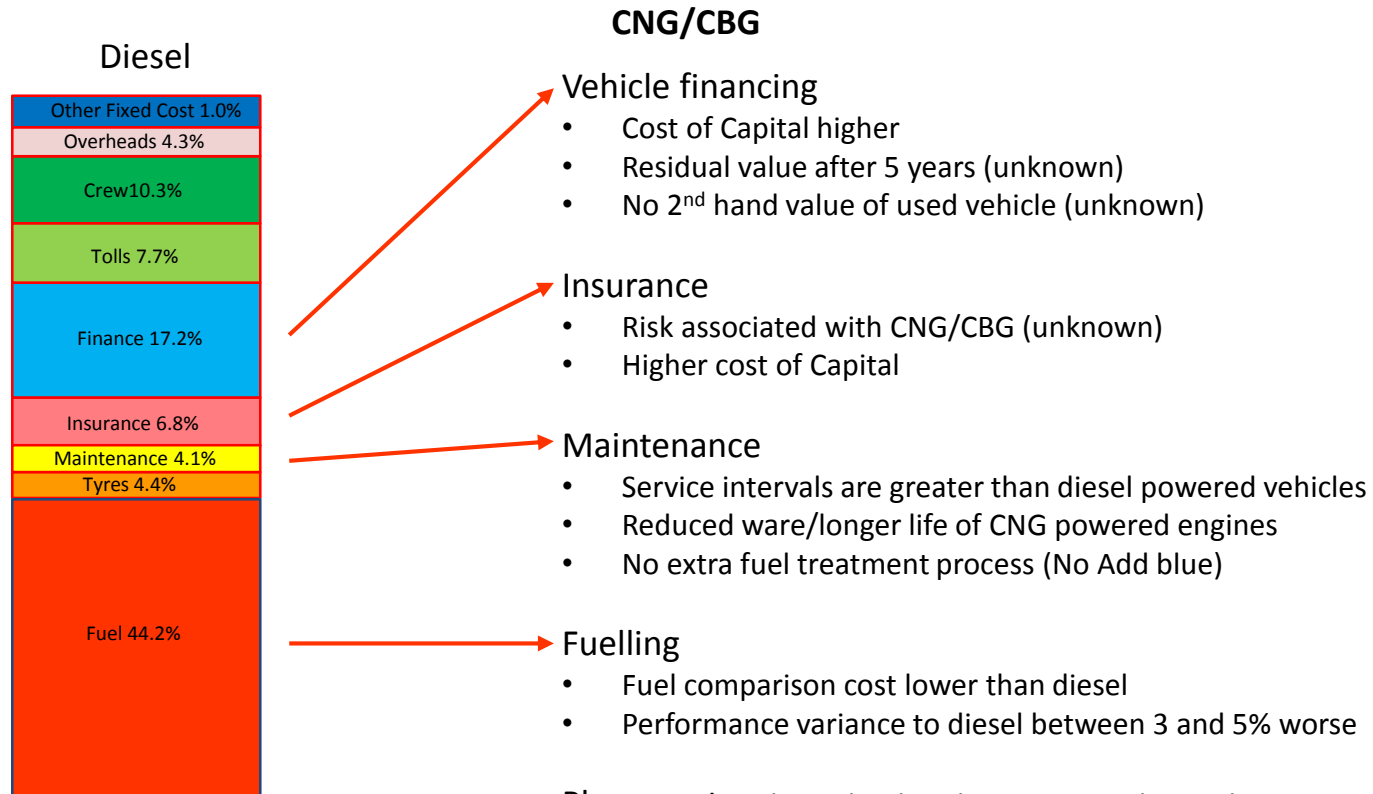 CNG/CBG
Diesel
Other Fixed Cost 1.0%
Overheads 4.3%
Crew10.3%
Tolls 7.7%
Finance 17.2%
Insurance 6.8%
Maintenance 4.1%
Tyres 4.4%
Fuel 44.2%
Vehicle financing
• Cost of Capital higher
• Residual value after 5 years (unknown)
• No 2nd hand value of used vehicle (unknown)
Insurance
• Risk associated with CNG/CBG (unknown)
• Higher cost of Capital
Maintenance
• Service intervals are greater than diesel powered vehicles
• Reduced ware/longer life of CNG powered engines
• No extra fuel treatment process (No Add blue)
Fuelling
• Fuel comparison cost lower than diesel
• Performance variance to diesel between 3 and 5% worse